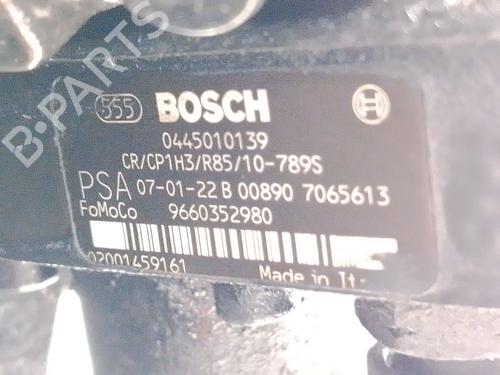 B-PARTS
555 BOSCH
0445010139
CR/CP1H3/R85/10-789S
PSA 07-01-22 B 00890 7065613
FoMoCo 9660352980
02001459161 Made in